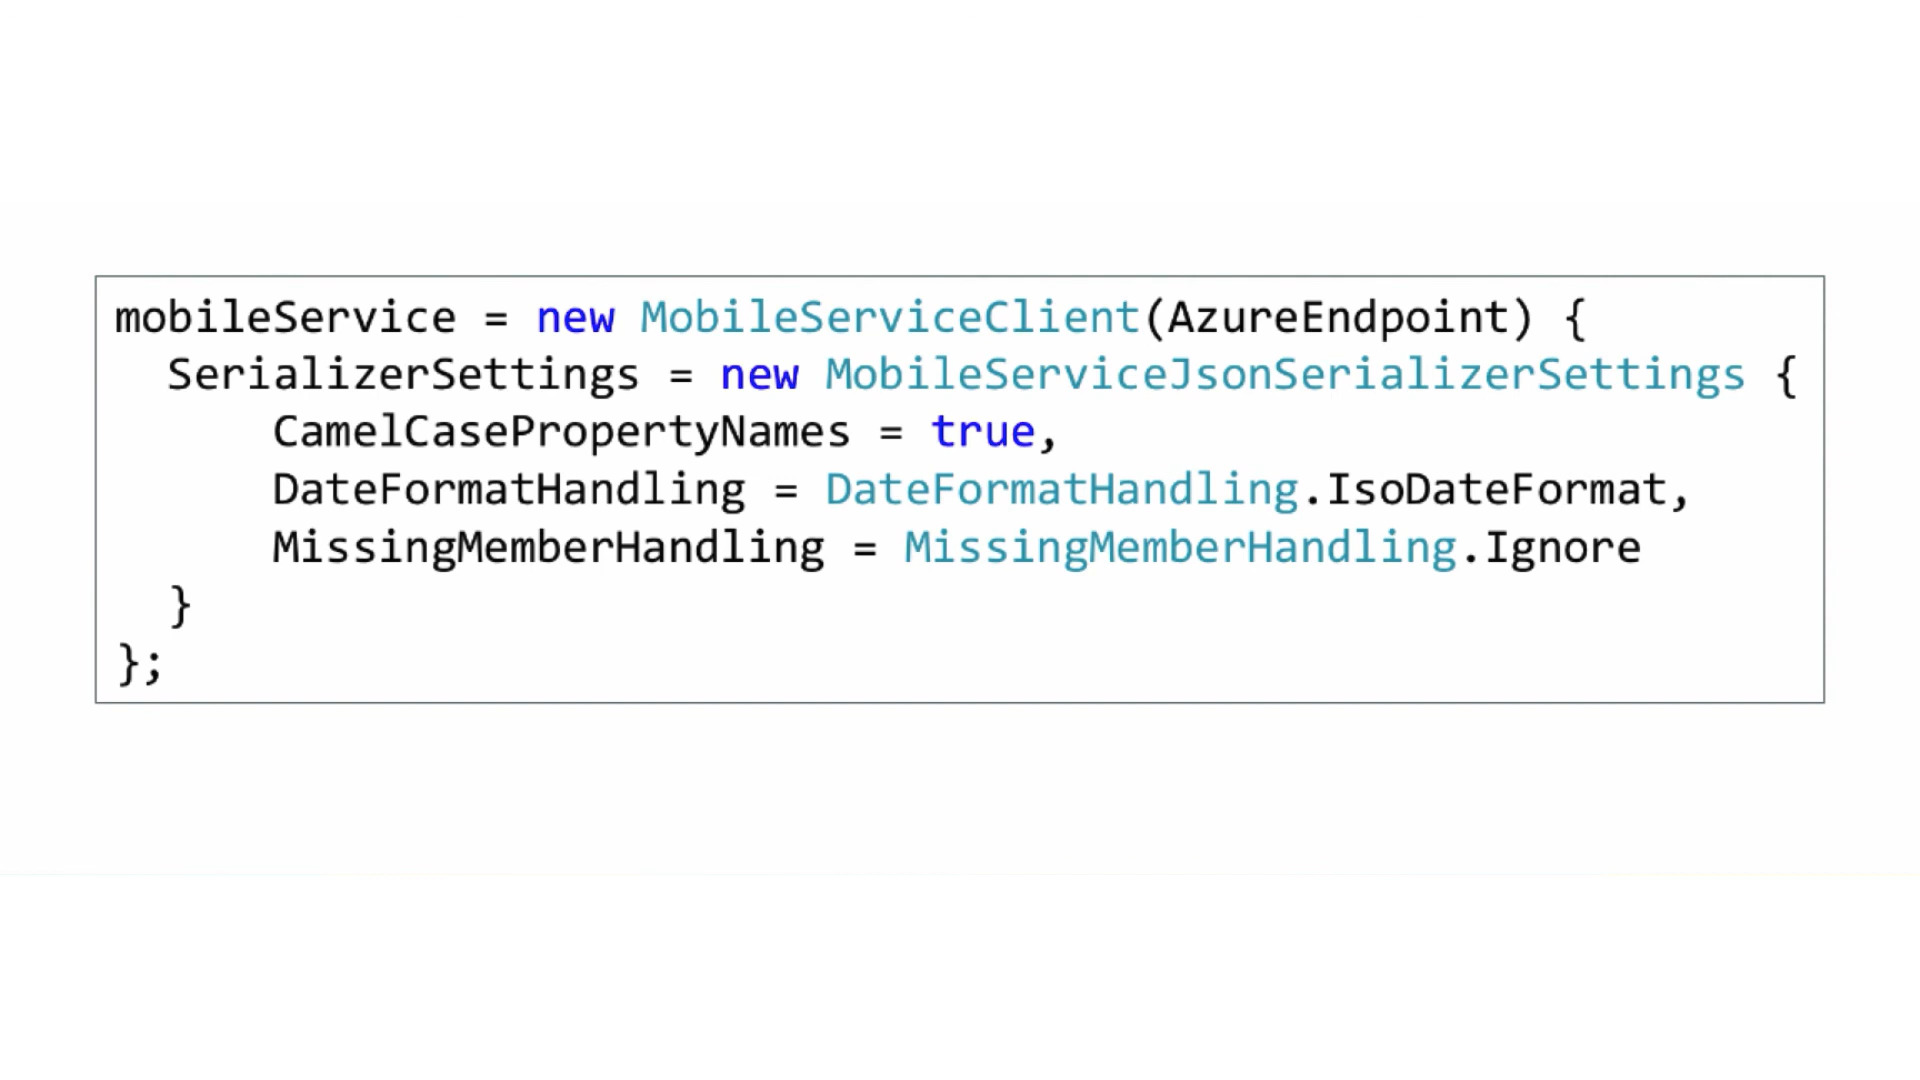 mobileService = new MobileServiceClient(AzureEndpoint) {
  SerializerSettings = new MobileServiceJsonSerializerSettings {
      CamelCasePropertyNames = true,
      DateFormatHandling = DateFormatHandling.IsoDateFormat,
      MissingMemberHandling = MissingMemberHandling.Ignore
  }
};